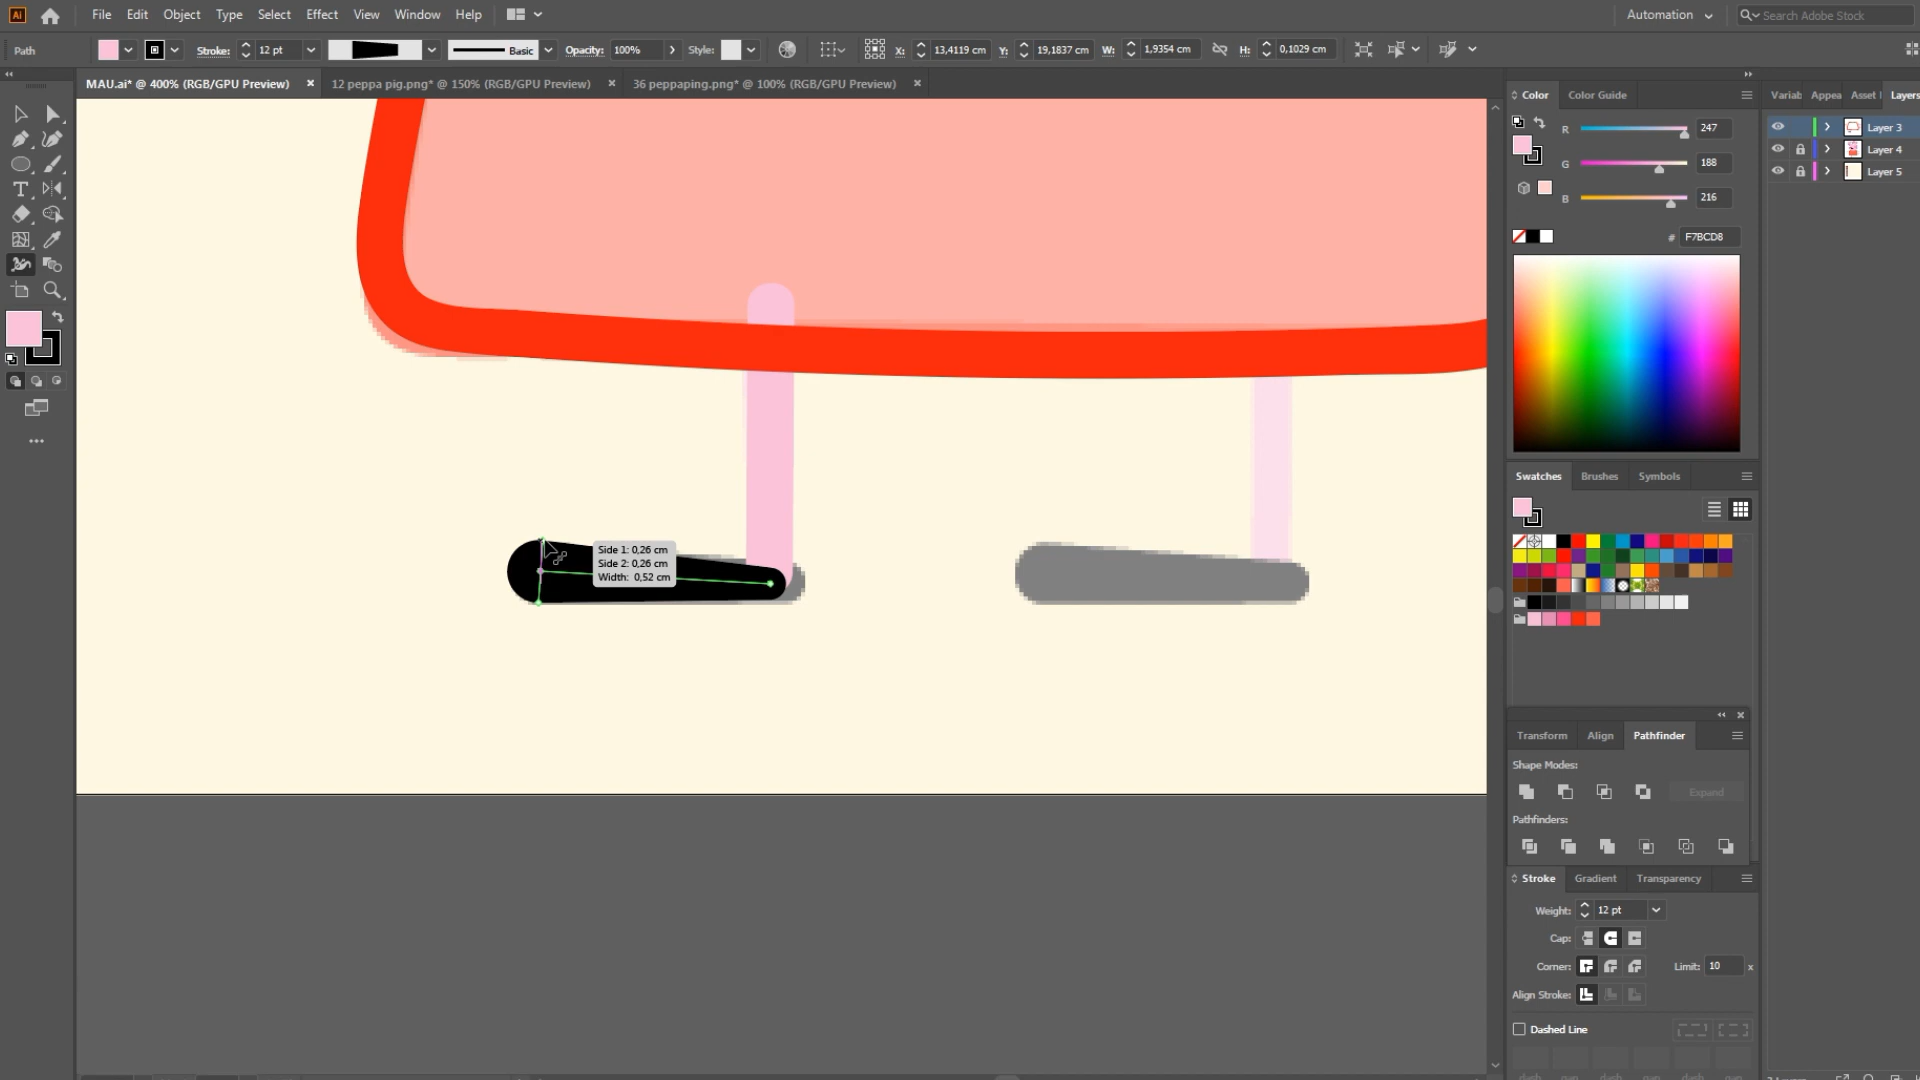 Ai File Edit Object Type Select Effect View Window Help Automation Search Adobe Stock
Path Stroke: 12 pt Basic Opacity: 100% Style: X: 13,4119 cm Y: 19,1837 cm W: 1,9354 cm H: 0,1029 cm
MAU.ai* @ 400% (RGB/GPU Preview) × 12 peppa pig.png* @ 150% (RGB/GPU Preview) × 36 peppaping.png* @ 100% (RGB/GPU Preview) ×
Color Color Guide
R 247
G 188
B 216
# F7BCD8
Variab Appea Asset Layers
Layer 3
Layer 4
Layer 5
Side 1: 0,26 cm
Side 2: 0,26 cm
Width: 0,52 cm
Swatches Brushes Symbols
Transform Align Pathfinder
Shape Modes:
Expand
Pathfinders:
Stroke Gradient Transparency
Weight: 12 pt
Cap:
Corner: Limit: 10 x
Align Stroke:
Dashed Line